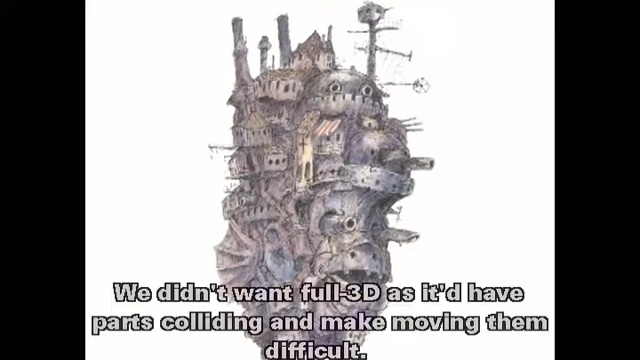 We didn't want full-3D as it'd have
parts colliding and make moving them
difficult.